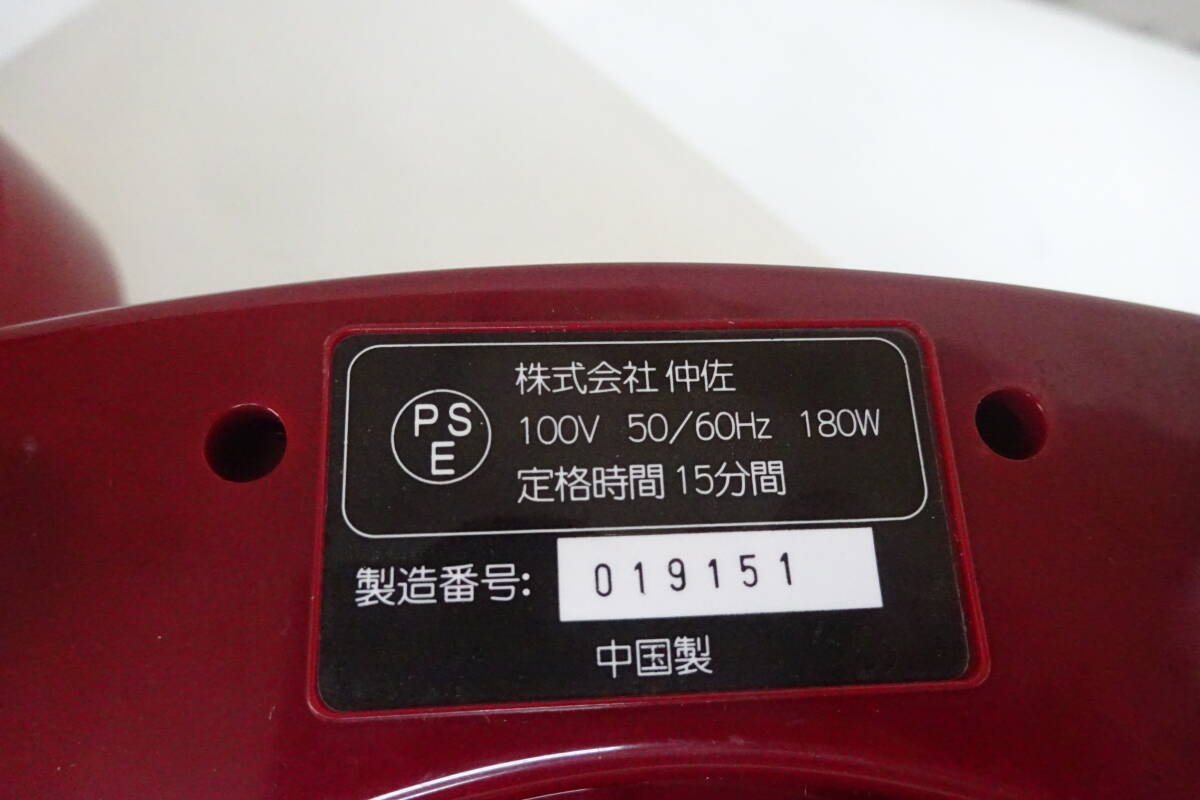 PS
E
株式会社 仲佐
100V 50/60Hz 180W
定格時間 15分間
製造番号: 019151
中国製